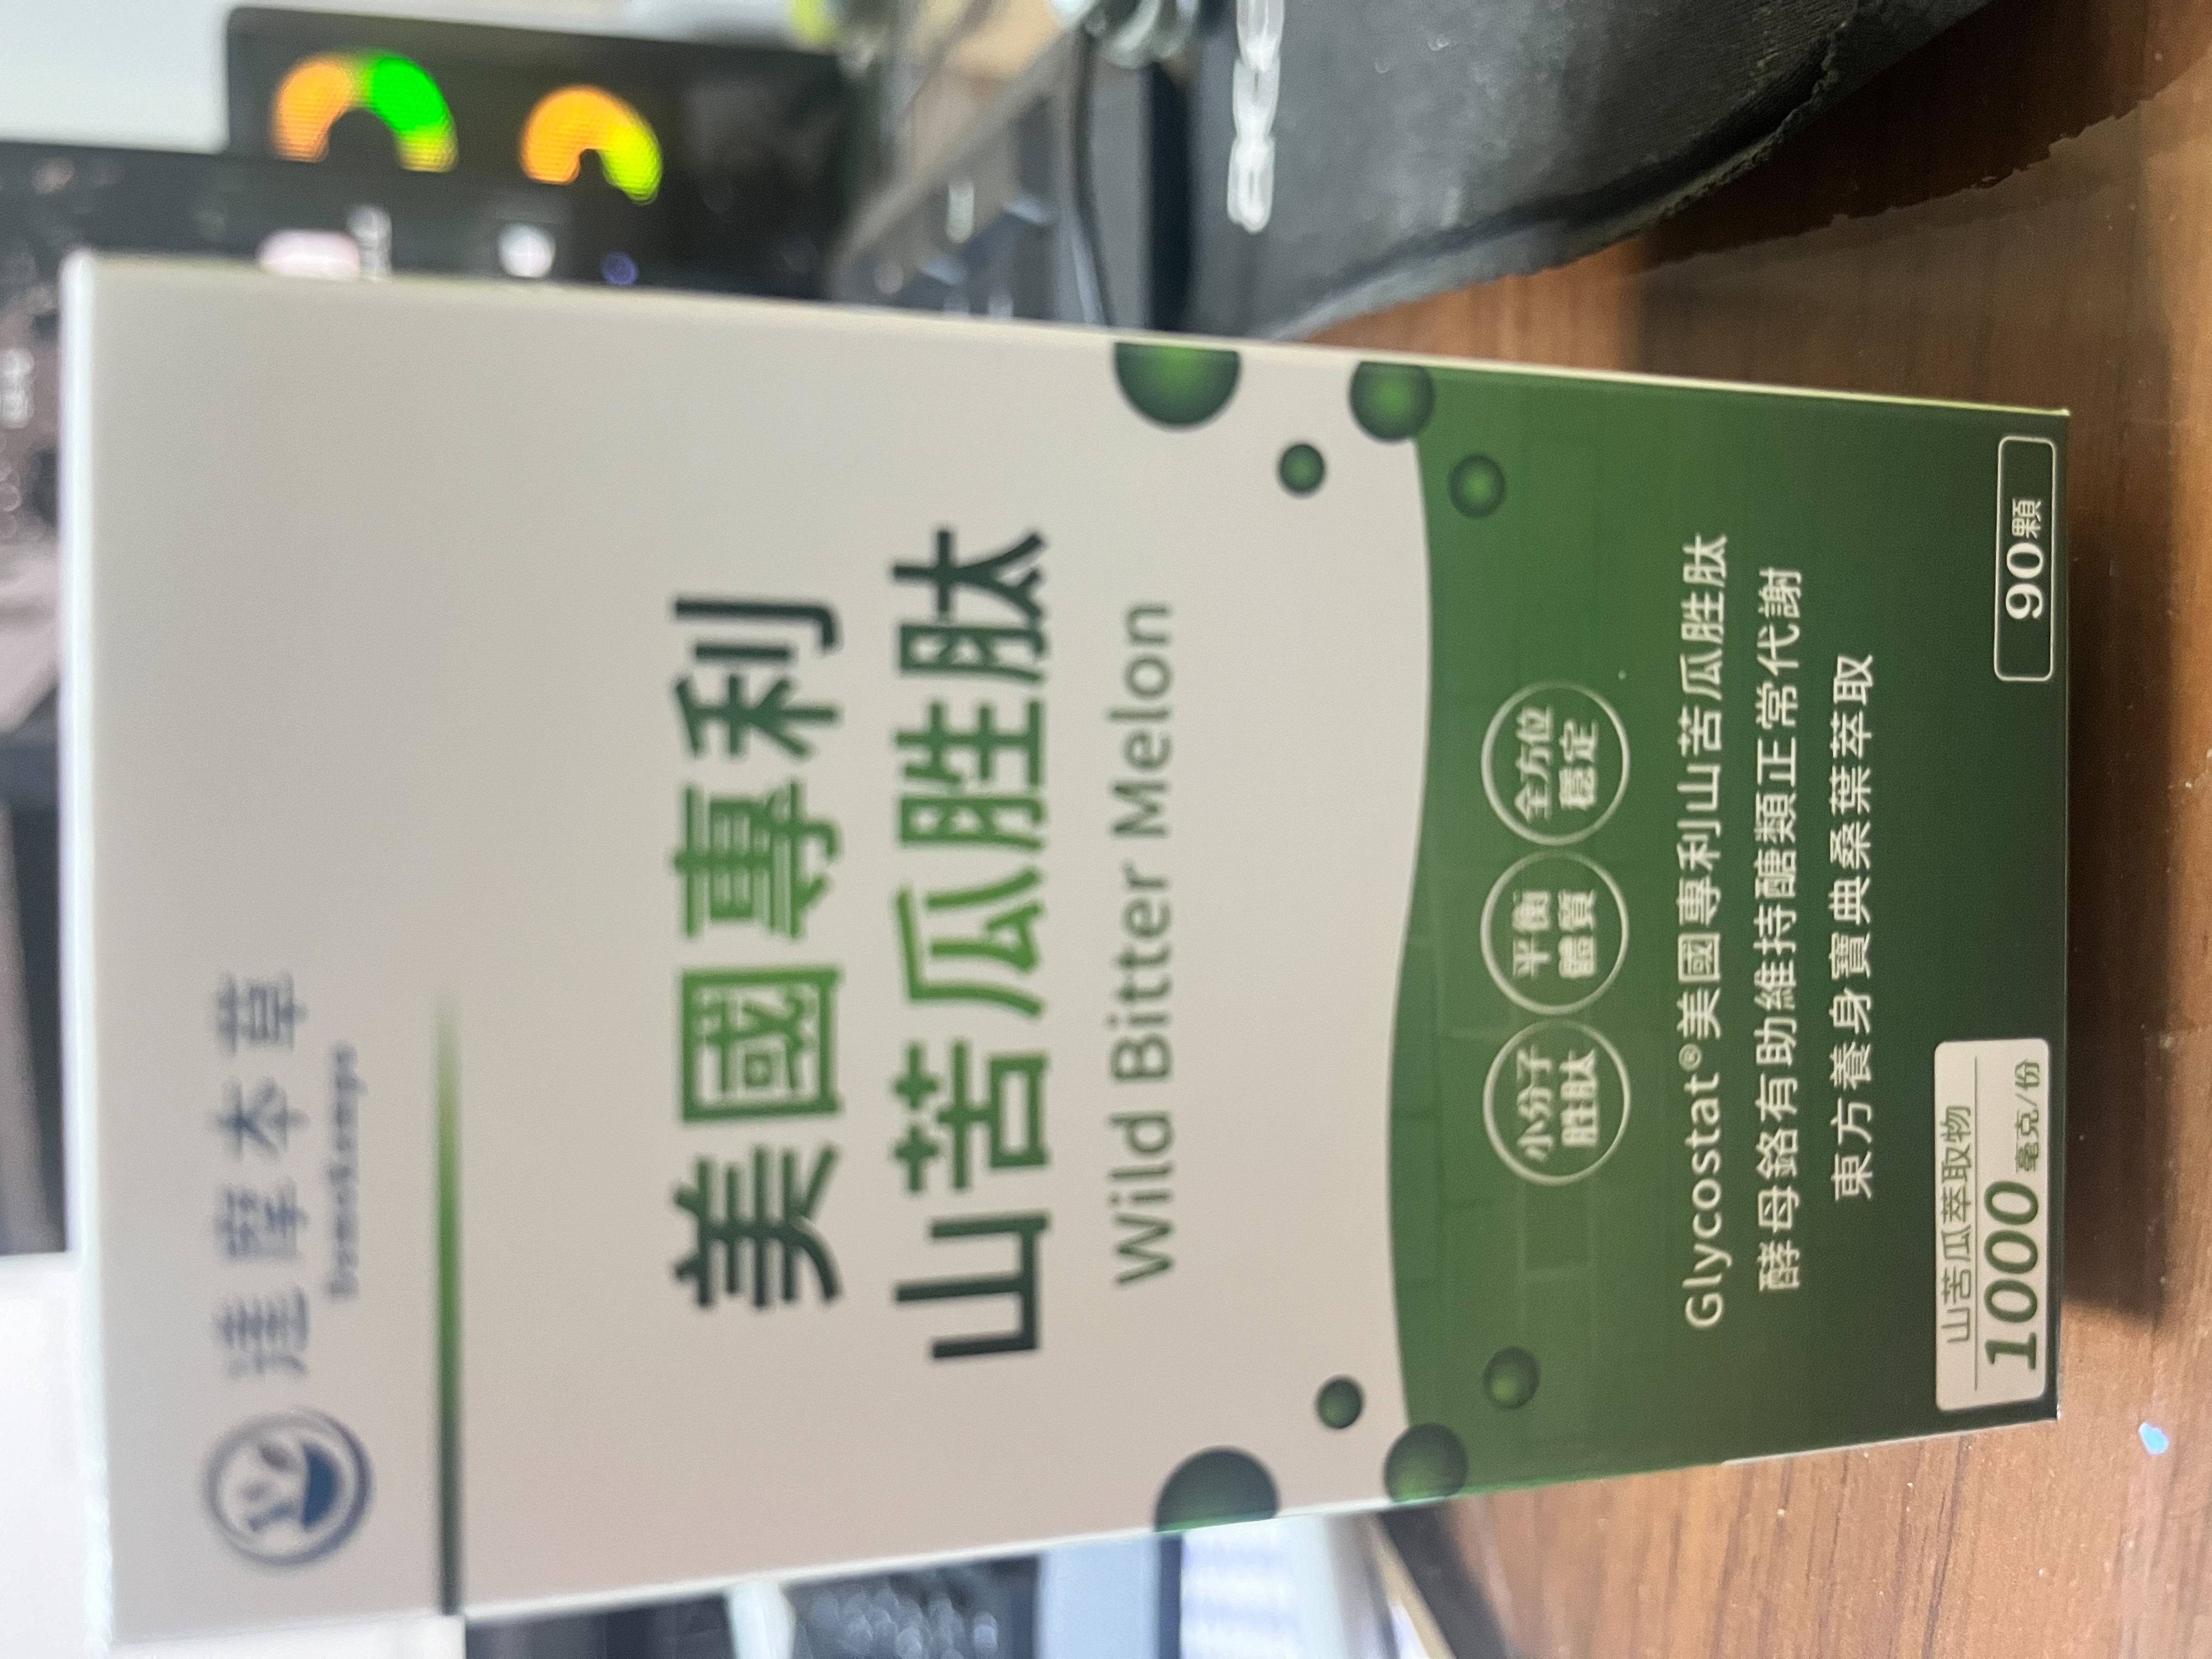 達摩本草
美國專利
山苦瓜胜肽
Wild Bitter Melon
小分子
胜肽
平衡
體質
全方位
穩定
Glycostat®美國專利山苦瓜胜肽
酵母鉻有助維持醣類正常代謝
東方養身寶典桑葉萃取
山苦瓜萃取物
1000毫克/份
90顆